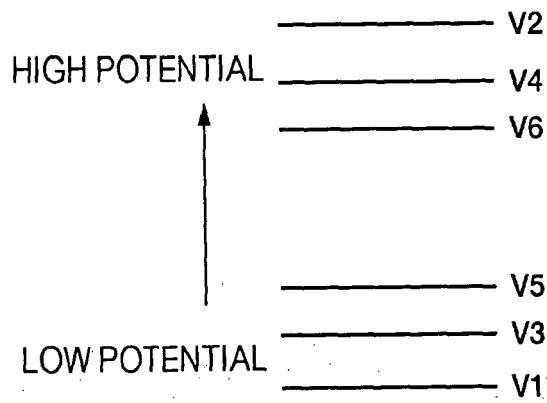 V2
HIGH POTENTIAL
V4
V6
V5
V3
LOW POTENTIAL
V1